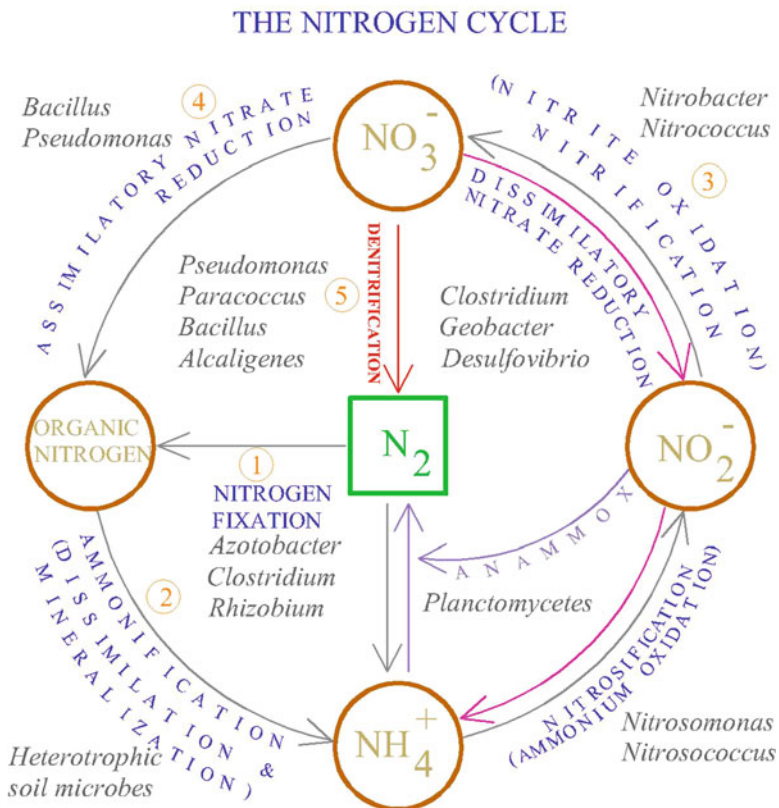 THE NITROGEN CYCLE
Bacillus
Pseudomonas
4
ASSIMILATORY NITRATE
REDUCTION
NO3-
(NITRITE OXIDATION)
NITRIFICATION
Nitrobacter
Nitrococcus
3
DISSIMILATORY
NITRATE REDUCTION
Pseudomonas
Paracoccus
Bacillus
Alcaligenes
5
DENITRIFICATION
Clostridium
Geobacter
Desulfovibrio
ORGANIC
NITROGEN
N2
NO2-
1
NITROGEN
FIXATION
Azotobacter
Clostridium
Rhizobium
ANAMMOX
Planctomycetes
2
AMMONIFICATION
(DISSIMILATION &
MINERALIZATION)
Heterotrophic
soil microbes
NH4+
NITROSIFICATION
(AMMONIUM OXIDATION)
Nitrosomonas
Nitrosococcus